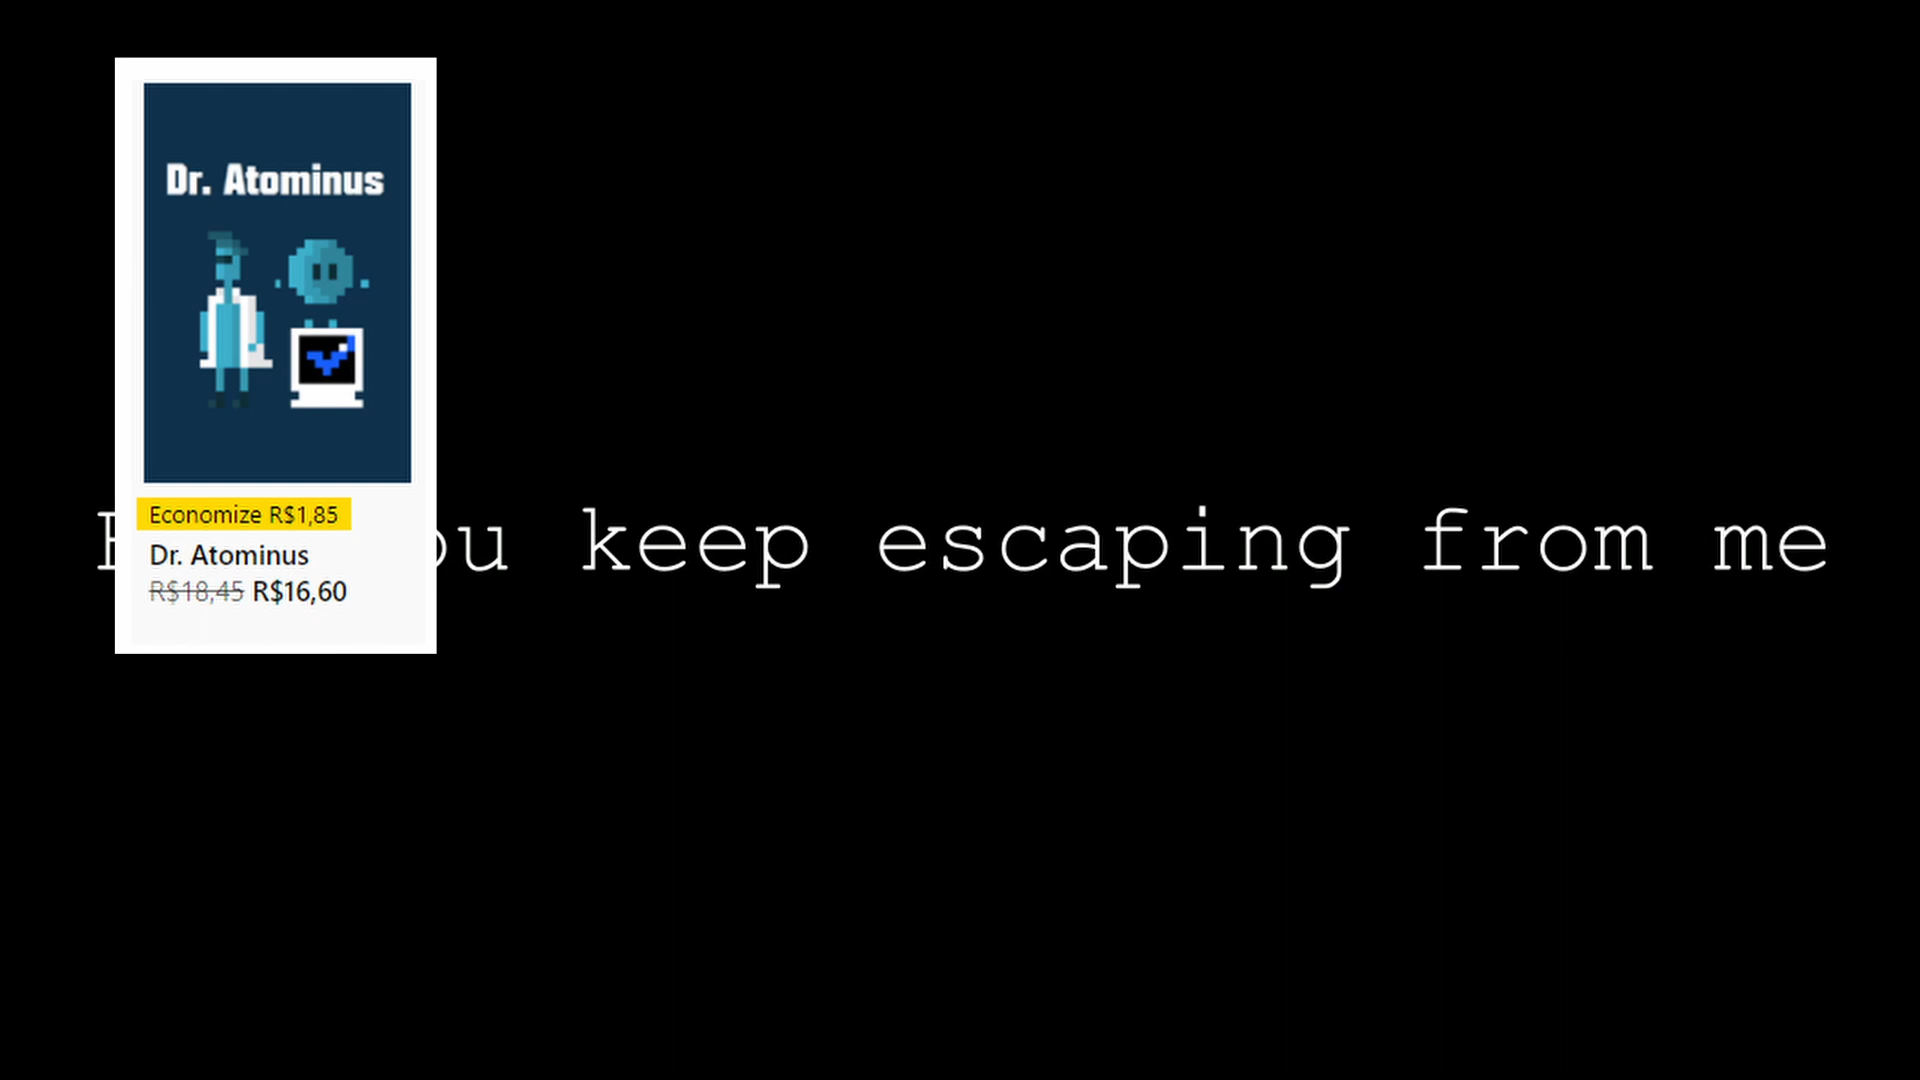 Dr. Atominus
Economize R$1,85
Dr. Atominus
R$18,45 R$16,60
keep escaping from me